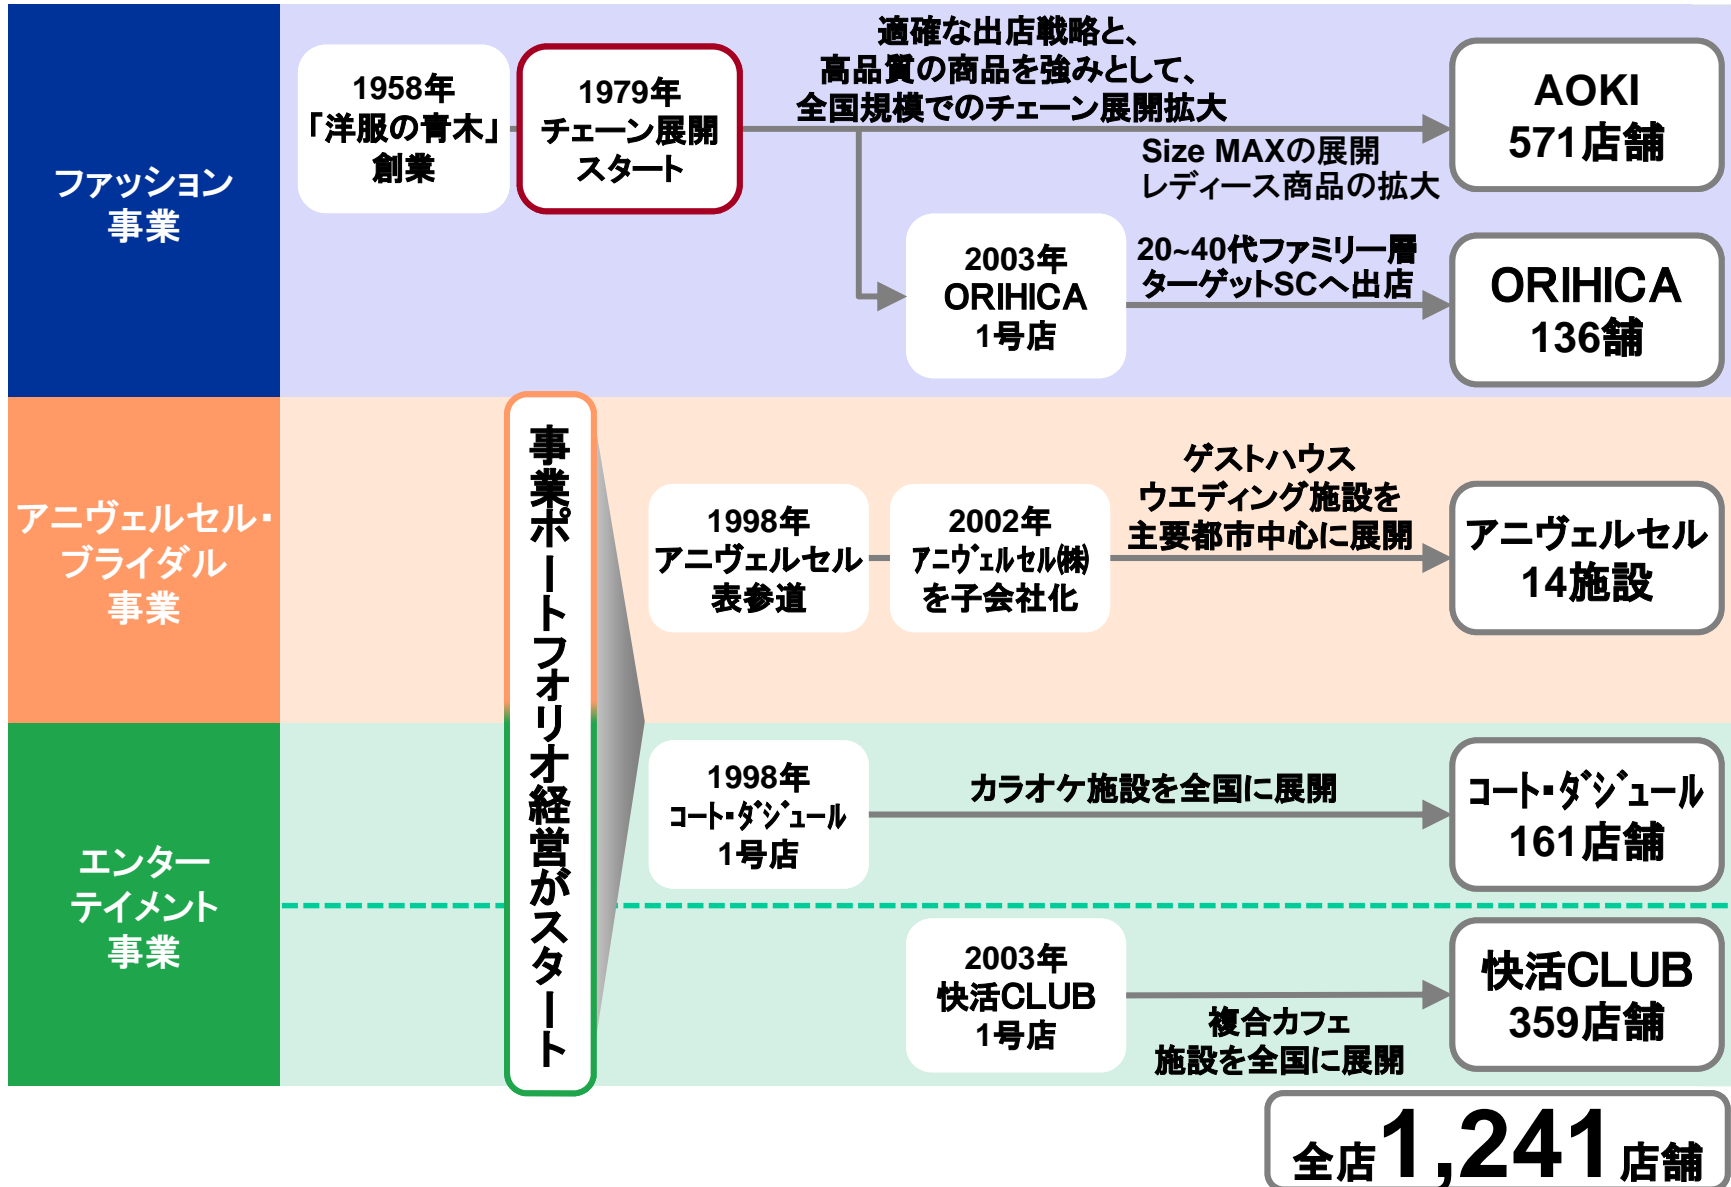 ファッション
事業
1958年
「洋服の青木」
創業
1979年
チェーン展開
スタート
適確な出店戦略と、
高品質の商品を強みとして、
全国規模でのチェーン展開拡大
Size MAXの展開
レディース商品の拡大
AOKI
571店舗
2003年
ORIHICA
1号店
20~40代ファミリー層
ターゲットSCへ出店
ORIHICA
136舗
事業ポートフォリオ経営がスタート
アニヴェルセル・
ブライダル
事業
1998年
アニヴェルセル
表参道
2002年
アニヴェルセル㈱
を子会社化
ゲストハウス
ウエディング施設を
主要都市中心に展開
アニヴェルセル
14施設
エンター
テイメント
事業
1998年
コート・ダジュール
1号店
カラオケ施設を全国に展開
コート・ダジュール
161店舗
2003年
快活CLUB
1号店
複合カフェ
施設を全国に展開
快活CLUB
359店舗
全店1,241店舗